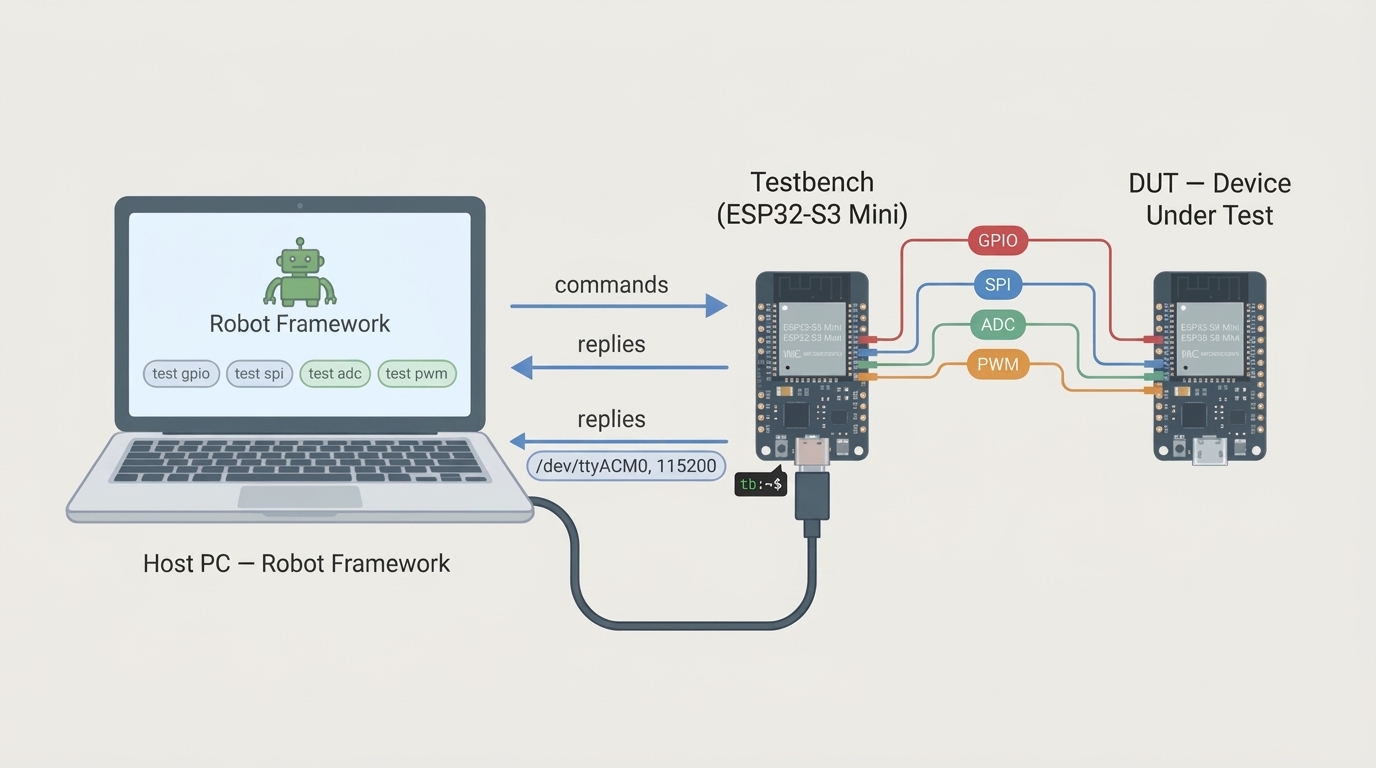 Robot Framework
test gpio
test spi
test adc
test pwm
Host PC — Robot Framework
commands
replies
replies
/dev/ttyACM0, 115200
tb:~$
Testbench
(ESP32-S3 Mini)
GPIO
SPI
ADC
PWM
DUT — Device
Under Test